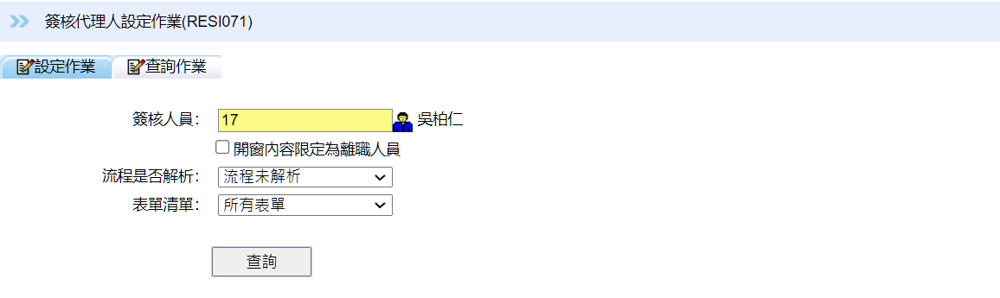 簽核代理人設定作業(RESI071)
設定作業 查詢作業
簽核人員： 17 吳柏仁
開窗內容限定為離職人員
流程是否解析： 流程未解析
表單清單： 所有表單
查詢